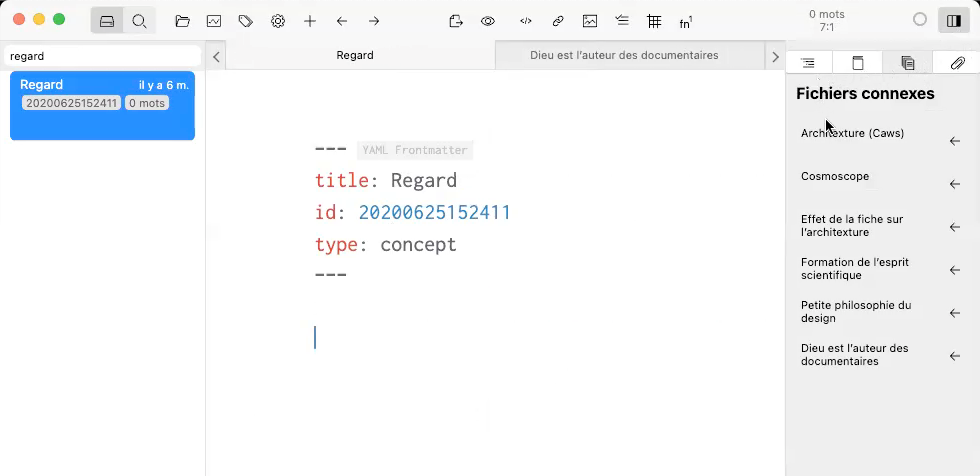 0 mots
7:1
regard
Regard
Dieu est l'auteur des documentaires
Regard
il y a 6 m.
20200625152411
0 mots
--- YAML Frontmatter
title: Regard
id: 20200625152411
type: concept
---
Fichiers connexes
Architexture (Caws)
Cosmoscope
Effet de la fiche sur
l'architexture
Formation de l'esprit
scientifique
Petite philosophie du
design
Dieu est l'auteur des
documentaires